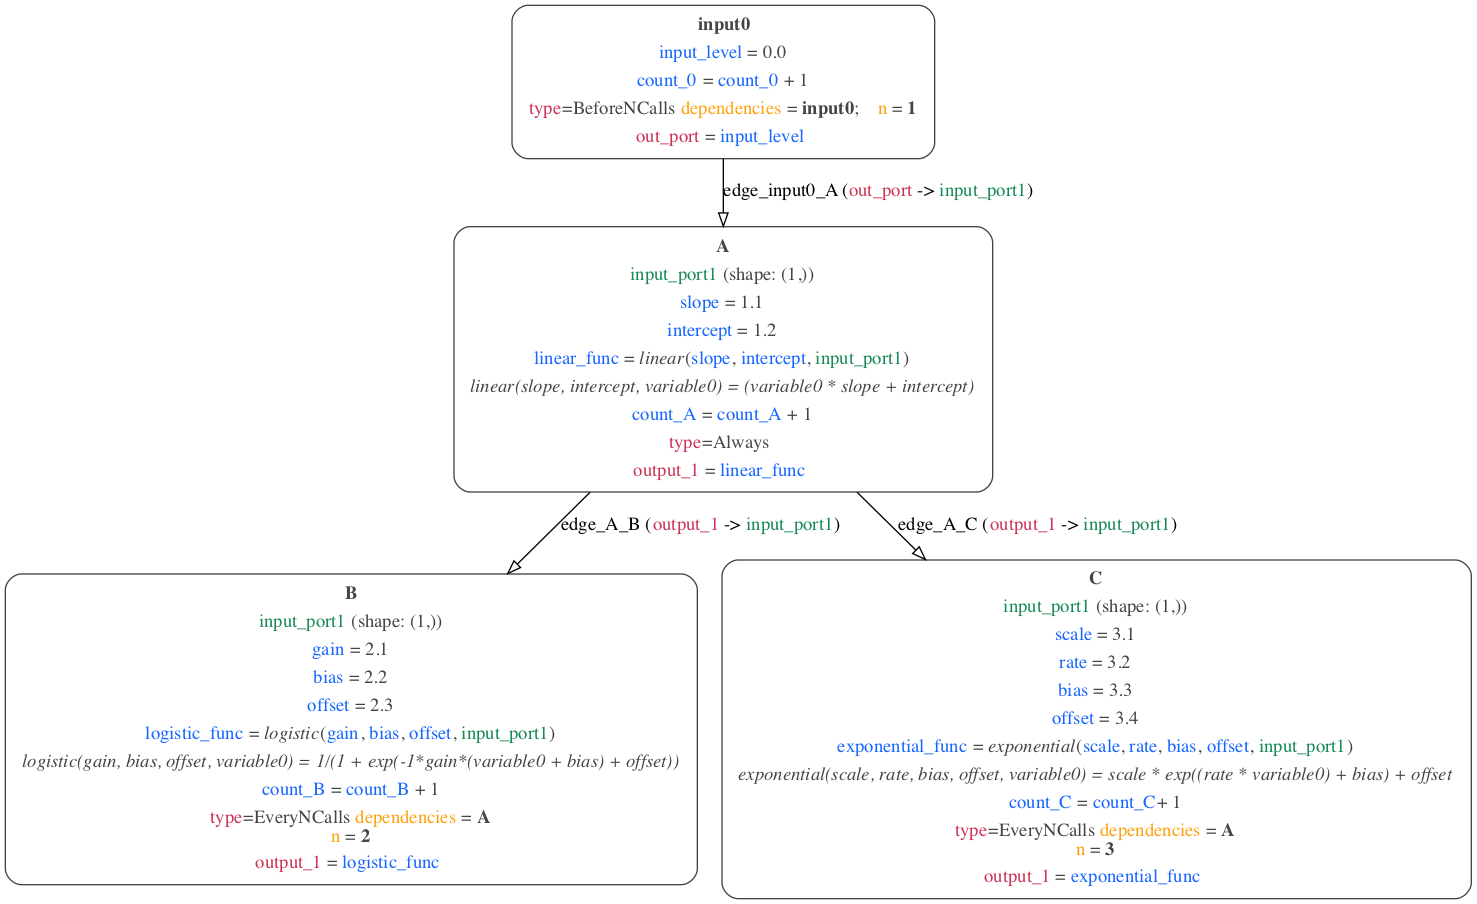 input0
input_level = 0.0
count_0 = count_0 + 1
type=BeforeNCalls dependencies = input0; n = 1
out_port = input_level
edge_input0_A (out_port -> input_port1)
A
input_port1 (shape: (1,))
slope = 1.1
intercept = 1.2
linear_func = linear(slope, intercept, input_port1)
linear(slope, intercept, variable0) = (variable0 * slope + intercept)
count_A = count_A + 1
type=Always
output_1 = linear_func
edge_A_B (output_1 -> input_port1)
edge_A_C (output_1 -> input_port1)
B
input_port1 (shape: (1,))
gain = 2.1
bias = 2.2
offset = 2.3
logistic_func = logistic(gain, bias, offset, input_port1)
logistic(gain, bias, offset, variable0) = 1/(1 + exp(-1*gain*(variable0 + bias) + offset))
count_B = count_B + 1
type=EveryNCalls dependencies = A
n = 2
output_1 = logistic_func
C
input_port1 (shape: (1,))
scale = 3.1
rate = 3.2
bias = 3.3
offset = 3.4
exponential_func = exponential(scale, rate, bias, offset, input_port1)
exponential(scale, rate, bias, offset, variable0) = scale * exp((rate * variable0) + bias) + offset
count_C = count_C+ 1
type=EveryNCalls dependencies = A
n = 3
output_1 = exponential_func